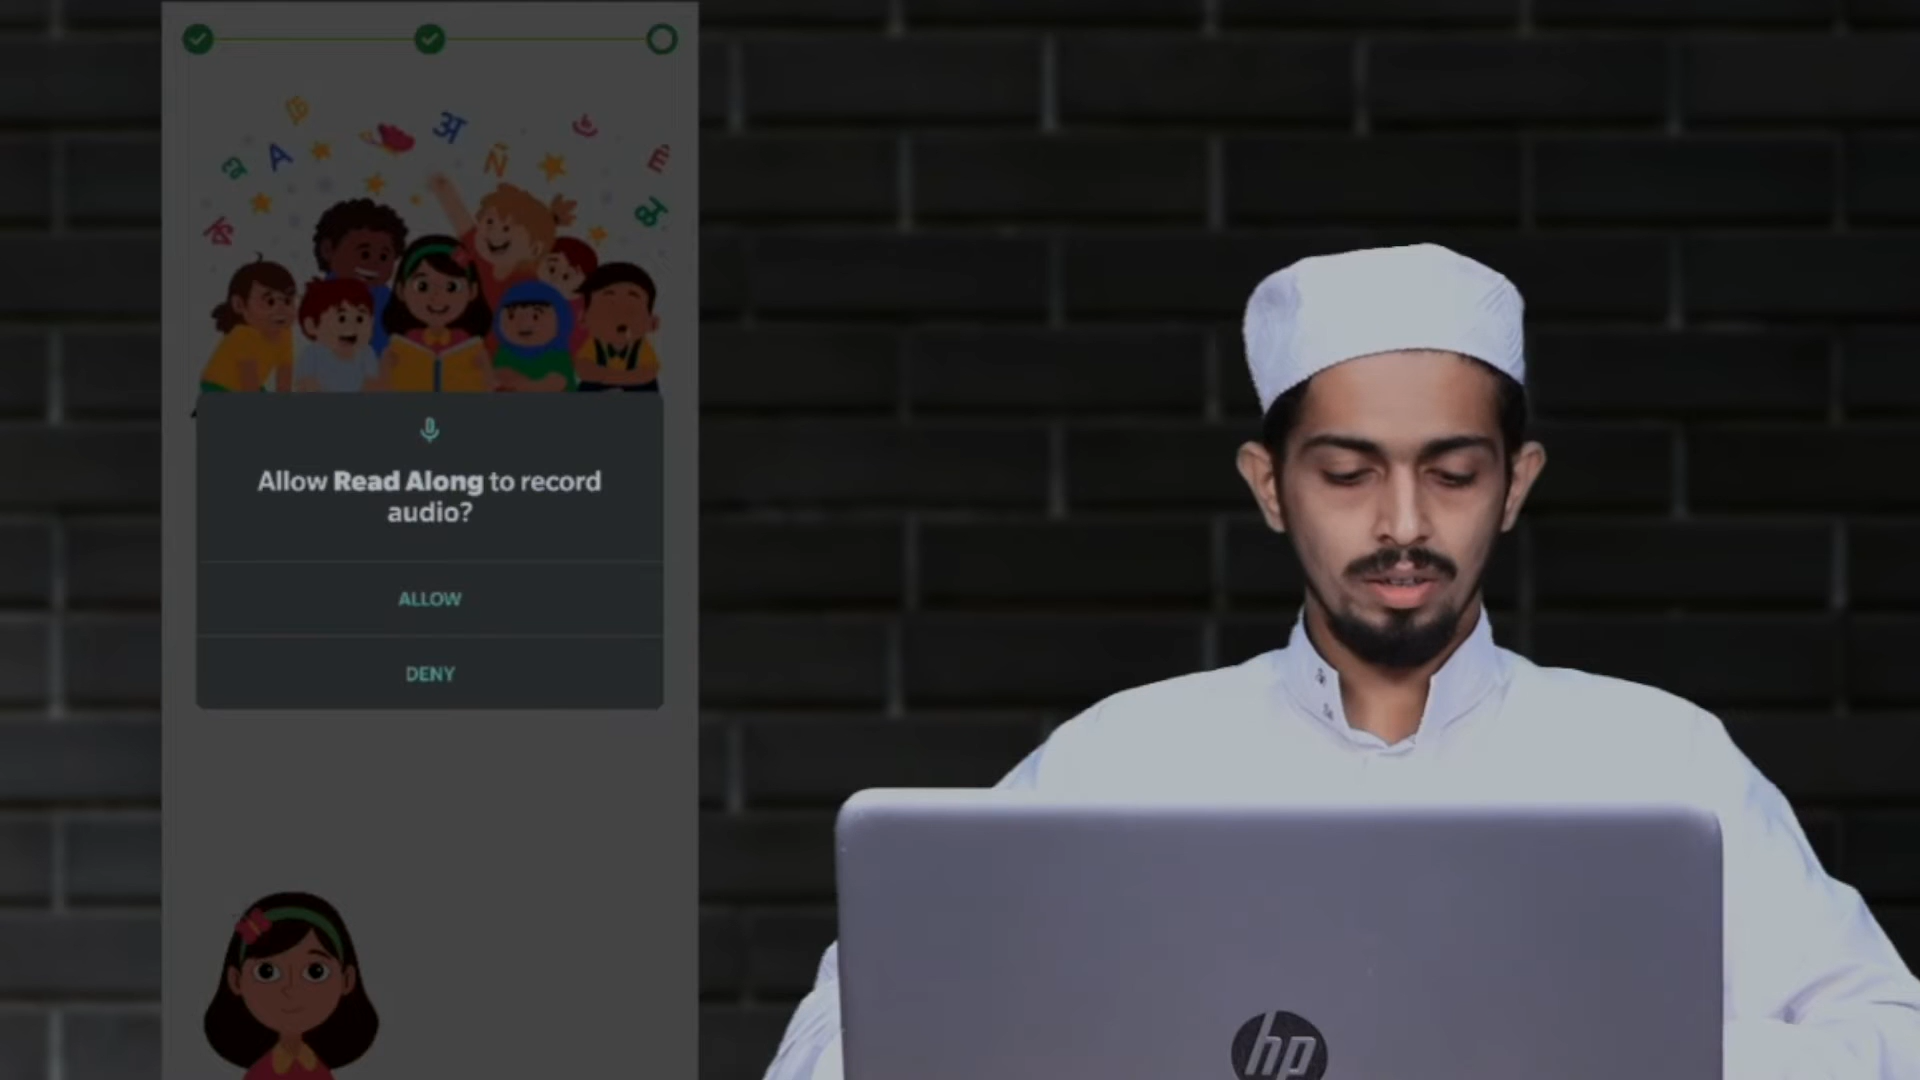 अ
A
Ñ
Ê
क
Allow Read Along to record
audio?
ALLOW
DENY
hp